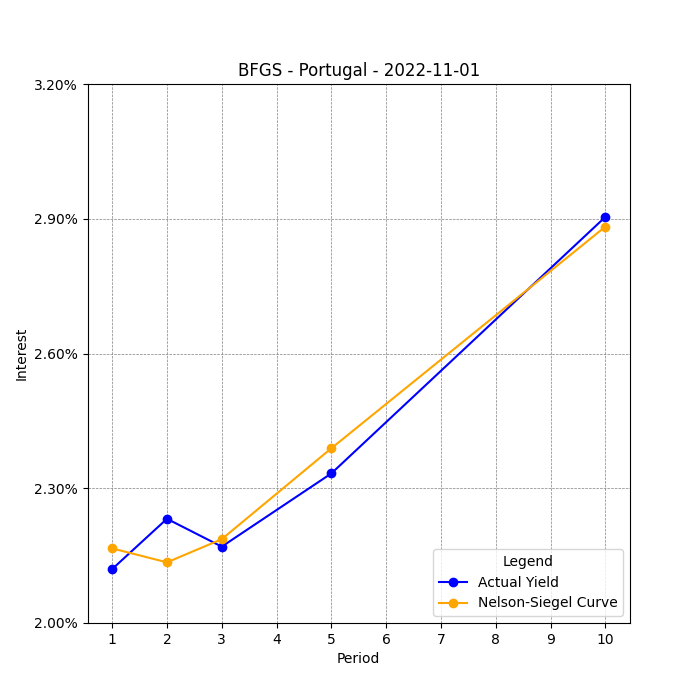 BFGS - Portugal - 2022-11-01
3.20%
2.90%
2.60%
2.30%
2.00%
Interest
1 2 3 4 5 6 7 8 9 10
Period
Legend
Actual Yield
Nelson-Siegel Curve